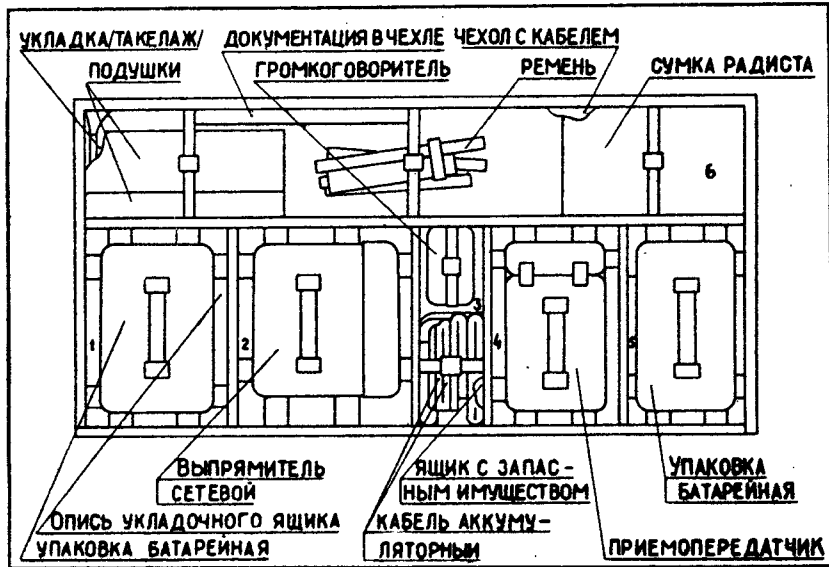 УКЛАДКА/ТАКЕЛАЖ/
ПОДУШКИ
ДОКУМЕНТАЦИЯ В ЧЕХЛЕ
ГРОМКОГОВОРИТЕЛЬ
ЧЕХОЛ С КАБЕЛЕМ
РЕМЕНЬ
СУМКА РАДИСТА
6
1
2
3
4
5
ВЫПРЯМИТЕЛЬ
СЕТЕВОЙ
ОПИСЬ УКЛАДОЧНОГО ЯЩИКА
УПАКОВКА БАТАРЕЙНАЯ
ЯЩИК С ЗАПАС-
НЫМ ИМУЩЕСТВОМ
КАБЕЛЬ АККУМУ-
ЛЯТОРНЫЙ
УПАКОВКА
БАТАРЕЙНАЯ
ПРИЕМОПЕРЕДАТЧИК